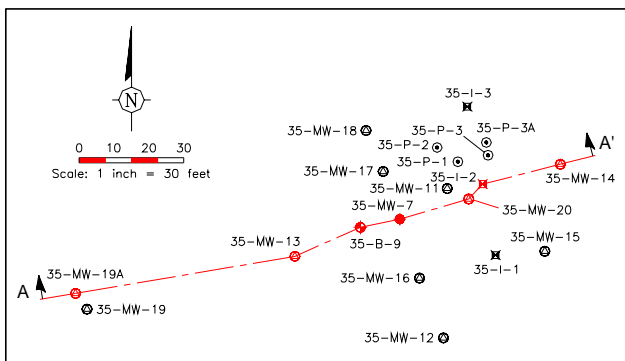 35-I-3
35-MW-18
35-P-3
35-P-3A
35-P-2
A'
N
35-MW-17
35-P-1
0 10 20 30
35-I-2
Scale: 1 inch = 30 feet
35-MW-11
35-MW-14
35-MW-7
35-MW-20
35-MW-13
35-B-9
35-MW-15
35-I-1
35-MW-19A
35-MW-16
A
35-MW-19
35-MW-12